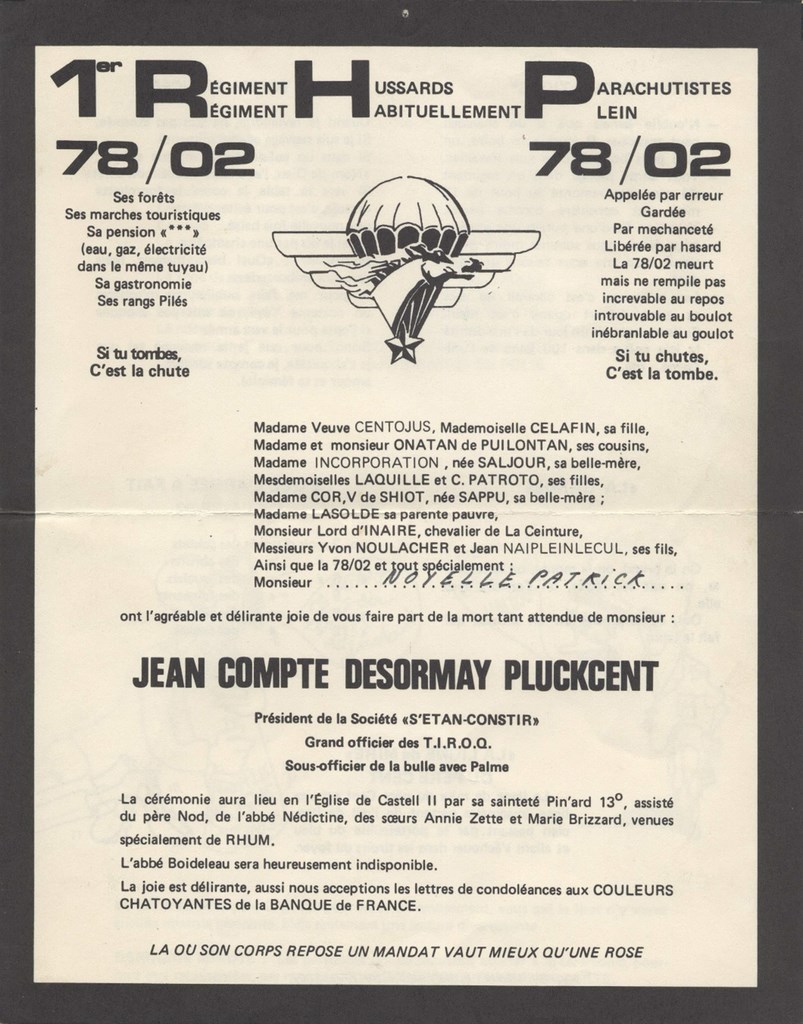 1er RÉGIMENT HUSSARDS PARACHUTISTES
RÉGIMENT HABITUELLEMENT PLEIN
78/02
Ses forêts
Ses marches touristiques
Sa pension «***»
(eau, gaz, électricité
dans le même tuyau)
Sa gastronomie
Ses rangs Pilés
Si tu tombes,
C'est la chute
78/02
Appelée par erreur
Gardée
Par mechanceté
Libérée par hasard
La 78/02 meurt
mais ne rempile pas
increvable au repos
introuvable au boulot
inébranlable au goulot
Si tu chutes,
C'est la tombe.
Madame Veuve CENTOJUS, Mademoiselle CELAFIN, sa fille,
Madame et monsieur ONATAN de PUILONTAN, ses cousins,
Madame INCORPORATION , née SALJOUR, sa belle-mère,
Mesdemoiselles LAQUILLE et C. PATROTO, ses filles,
Madame COR,V de SHIOT, née SAPPU, sa belle-mère ;
Madame LASOLDE sa parente pauvre,
Monsieur Lord d'INAIRE, chevalier de La Ceinture,
Messieurs Yvon NOULACHER et Jean NAIPLEINLECUL, ses fils,
Ainsi que la 78/02 et tout spécialement :
Monsieur ......NOYELLE PATRICK.....
ont l'agréable et délirante joie de vous faire part de la mort tant attendue de monsieur :
JEAN COMPTE DESORMAY PLUCKCENT
Président de la Société «S'ETAN-CONSTIR»
Grand officier des T.I.R.O.Q.
Sous-officier de la bulle avec Palme
La cérémonie aura lieu en l'Église de Castell II par sa sainteté Pin'ard 13º, assisté
du père Nod, de l'abbé Nédictine, des sœurs Annie Zette et Marie Brizzard, venues
spécialement de RHUM.
L'abbé Boideleau sera heureusement indisponible.
La joie est délirante, aussi nous acceptions les lettres de condoléances aux COULEURS
CHATOYANTES de la BANQUE de FRANCE.
LA OU SON CORPS REPOSE UN MANDAT VAUT MIEUX QU'UNE ROSE